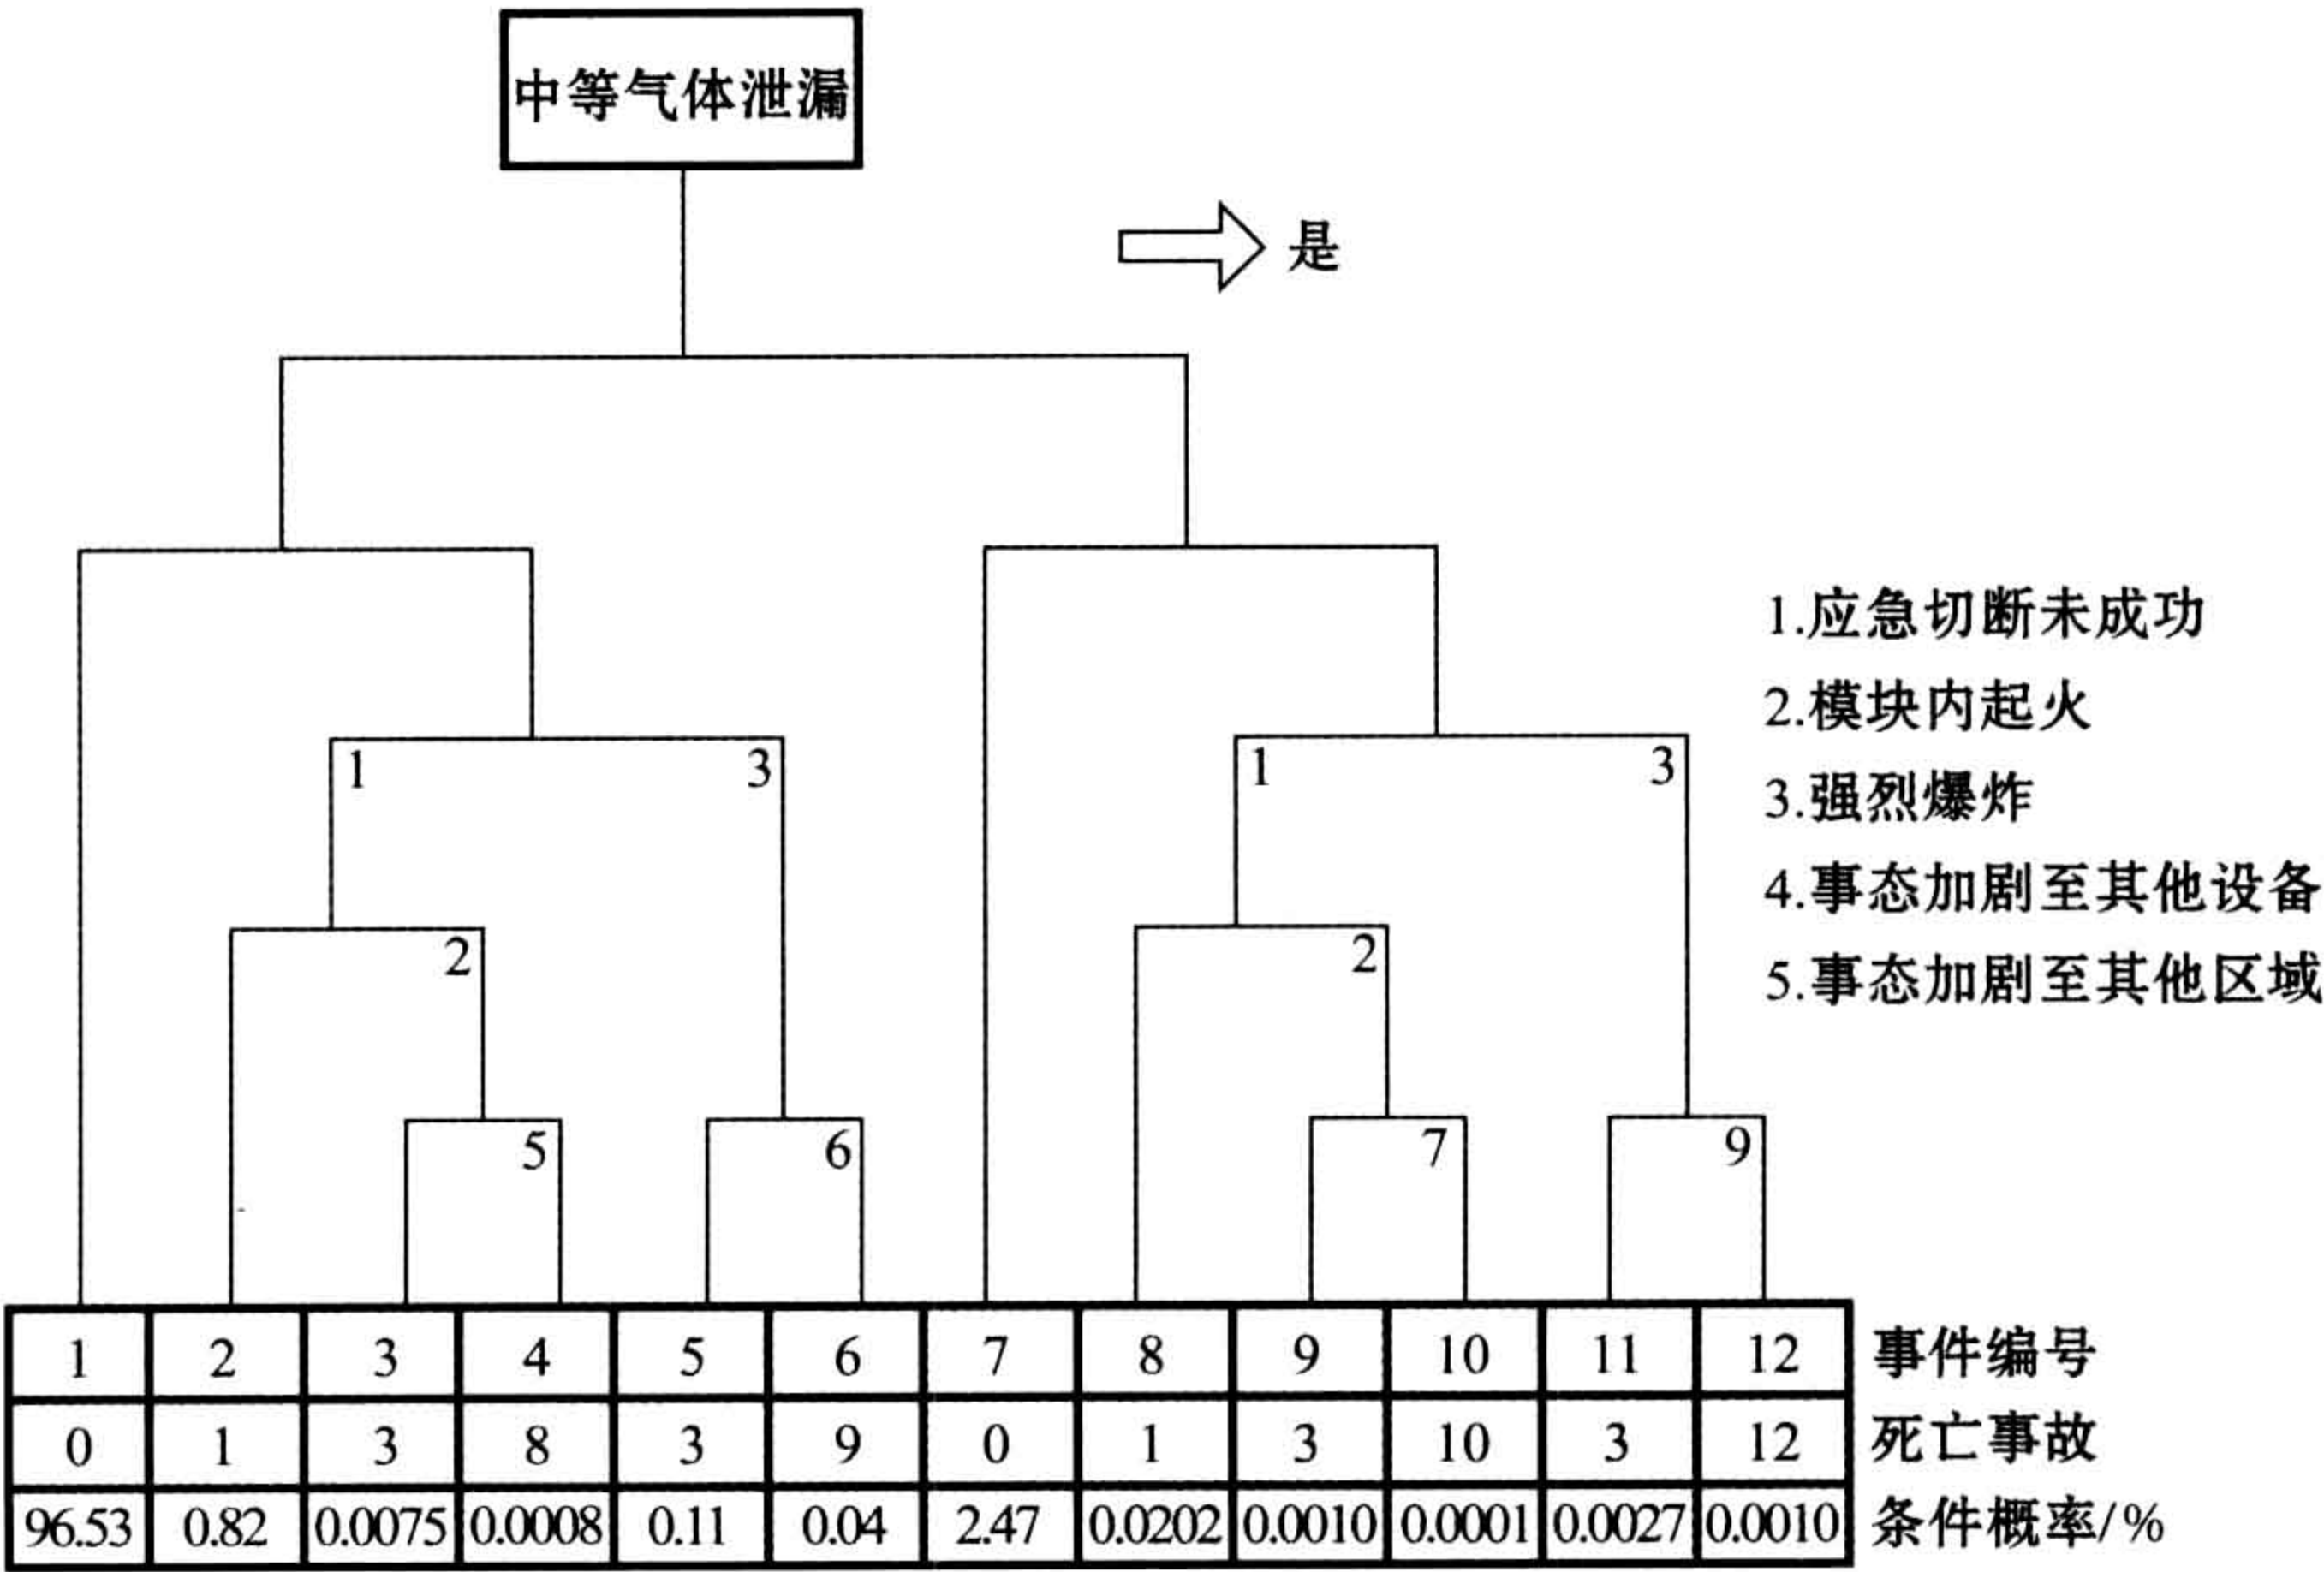 中等气体泄漏
是
1.应急切断未成功
2.模块内起火
3.强烈爆炸
4.事态加剧至其他设备
5.事态加剧至其他区域
1 3 1 3
2 2
5 6 7 9
1 2 3 4 5 6 7 8 9 10 11 12 事件编号
0 1 3 8 3 9 0 1 3 10 3 12 死亡事故
96.53 0.82 0.0075 0.0008 0.11 0.04 2.47 0.0202 0.0010 0.0001 0.0027 0.0010 条件概率/%